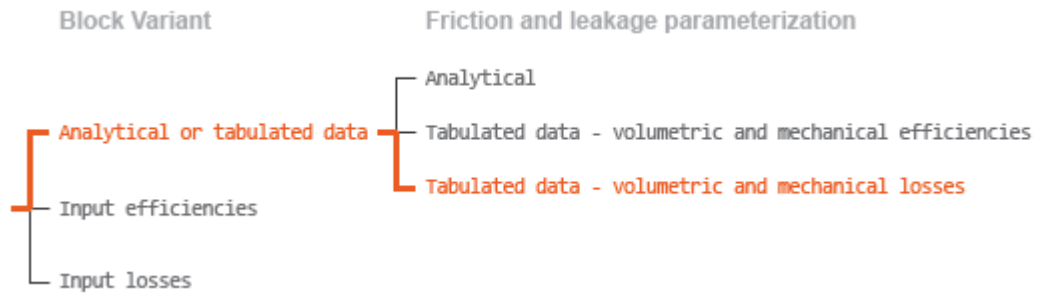 Block Variant
Friction and leakage parameterization
Analytical
Analytical or tabulated data
Tabulated data - volumetric and mechanical efficiencies
Tabulated data - volumetric and mechanical losses
Input efficiencies
Input losses